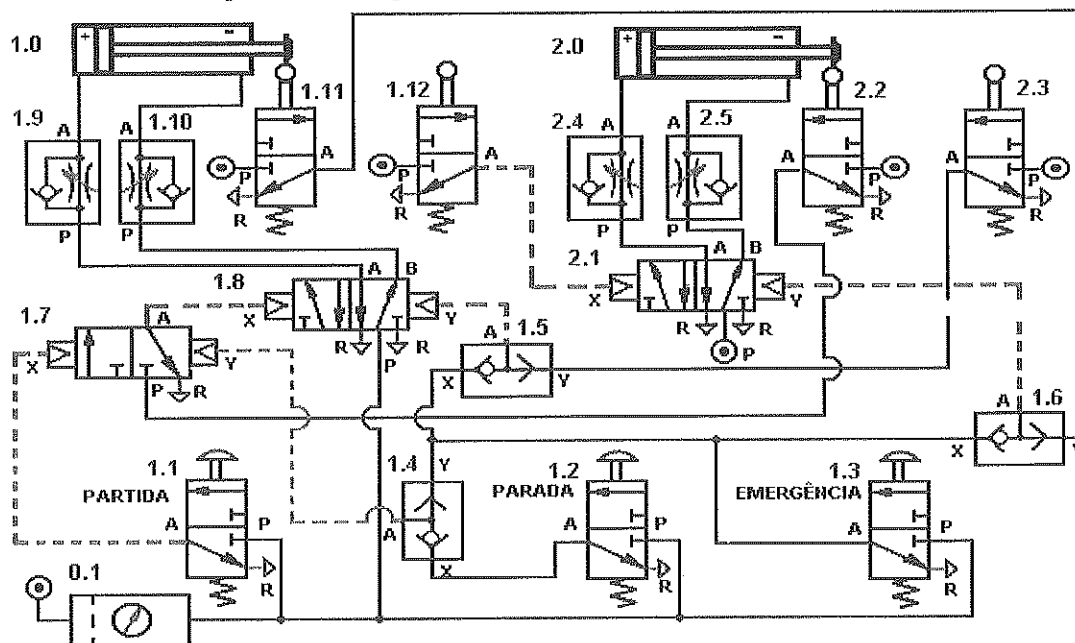 1.0
+
-
1.11
1.12
2.0
+
-
2.2
2.3
1.9
A
A
1.10
A
P
R
A
P
R
2.4
A
A
2.5
A
P
R
A
P
R
P
P
P
P
1.8
A
B
X
Y
R
R
P
2.1
A
B
X
Y
R
R
P
1.7
A
X
Y
P
R
1.5
A
X
Y
A
1.6
X
Y
1.1
PARTIDA
A
P
R
1.4
Y
A
X
1.2
PARADA
A
P
R
1.3
EMERGÊNCIA
A
P
R
0.1